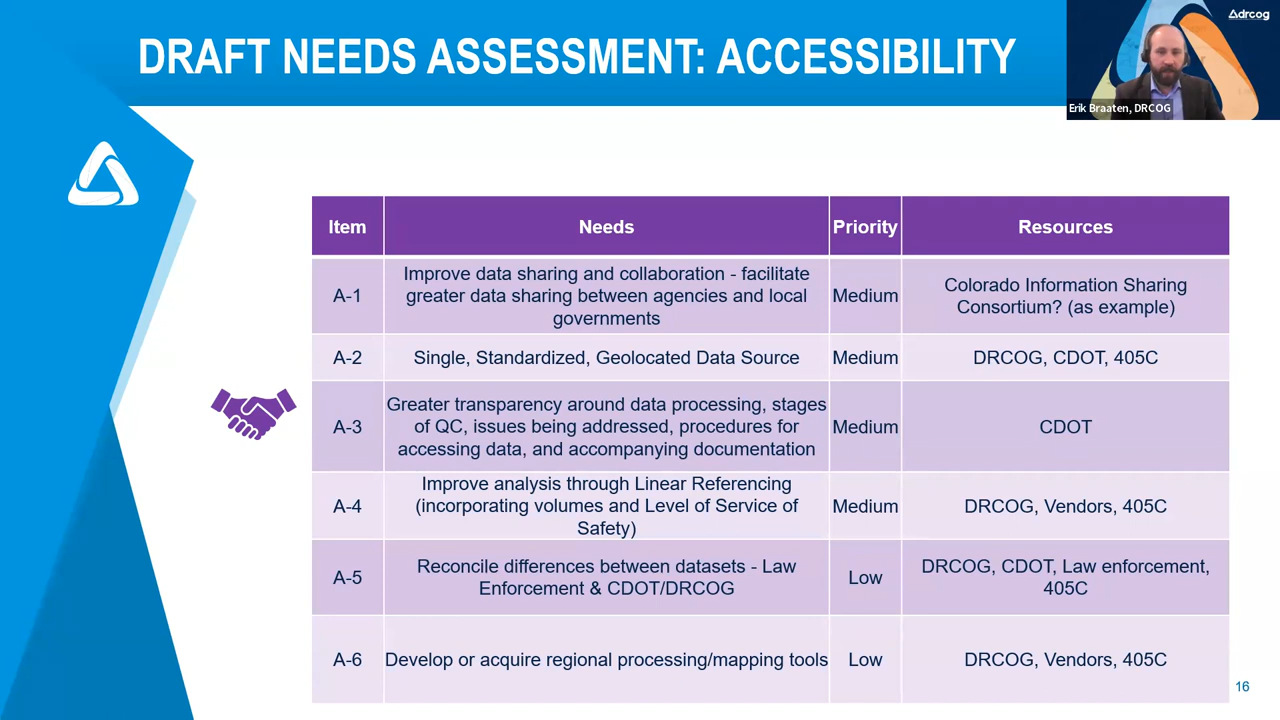 DRAFT NEEDS ASSESSMENT: ACCESSIBILITY
drcog
Erik Braaten, DRCOG
Item Needs Priority Resources
A-1 Improve data sharing and collaboration - facilitate
greater data sharing between agencies and local
governments
Medium
Colorado Information Sharing
Consortium? (as example)
A-2 Single, Standardized, Geolocated Data Source Medium DRCOG, CDOT, 405C
A-3 Greater transparency around data processing, stages
of QC, issues being addressed, procedures for
accessing data, and accompanying documentation
Medium
CDOT
A-4 Improve analysis through Linear Referencing
(incorporating volumes and Level of Service of
Safety)
Medium
DRCOG, Vendors, 405C
A-5 Reconcile differences between datasets - Law
Enforcement & CDOT/DRCOG
Low
DRCOG, CDOT, Law enforcement,
405C
A-6 Develop or acquire regional processing/mapping tools Low DRCOG, Vendors, 405C
16